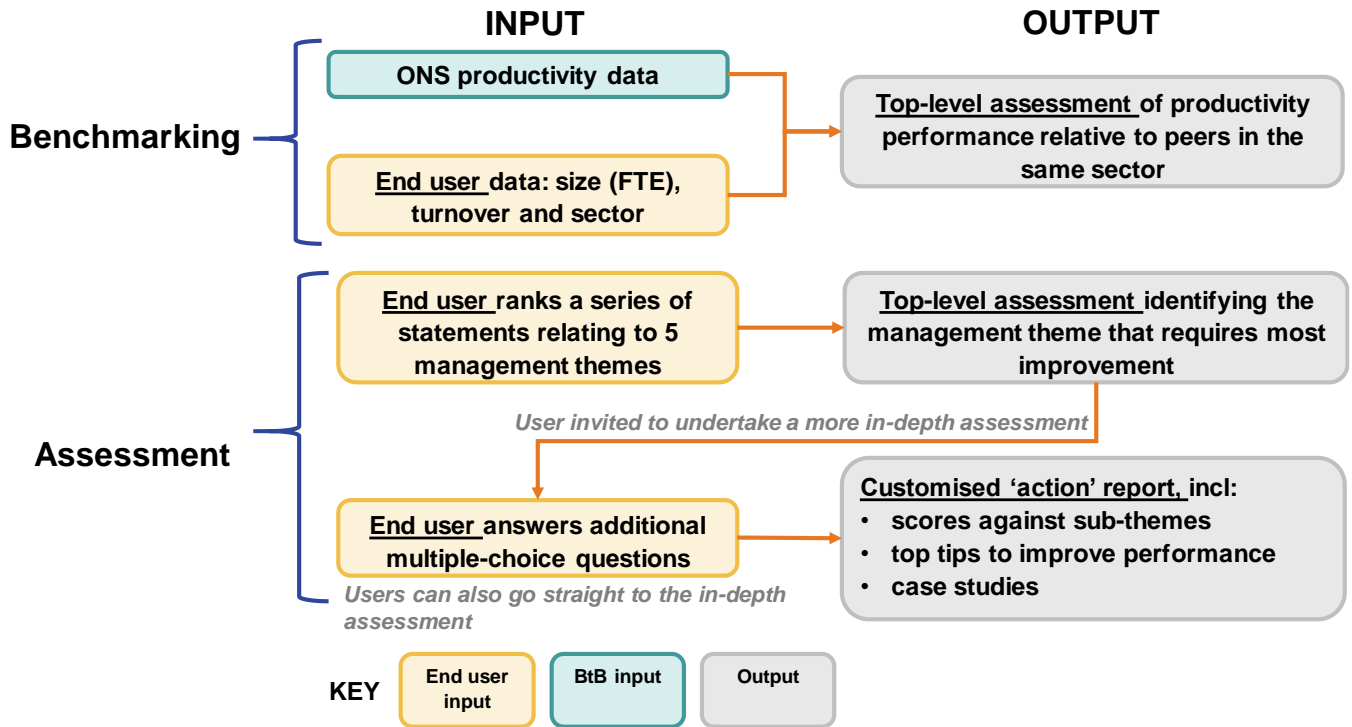 INPUT
OUTPUT
Benchmarking
ONS productivity data
End user data: size (FTE),
turnover and sector
Top-level assessment of productivity
performance relative to peers in the
same sector
Assessment
End user ranks a series of
statements relating to 5
management themes
Top-level assessment identifying the
management theme that requires most
improvement
User invited to undertake a more in-depth assessment
End user answers additional
multiple-choice questions
Customised ‘action’ report, incl:
• scores against sub-themes
• top tips to improve performance
• case studies
Users can also go straight to the in-depth
assessment
KEY
End user
input
BtB input
Output